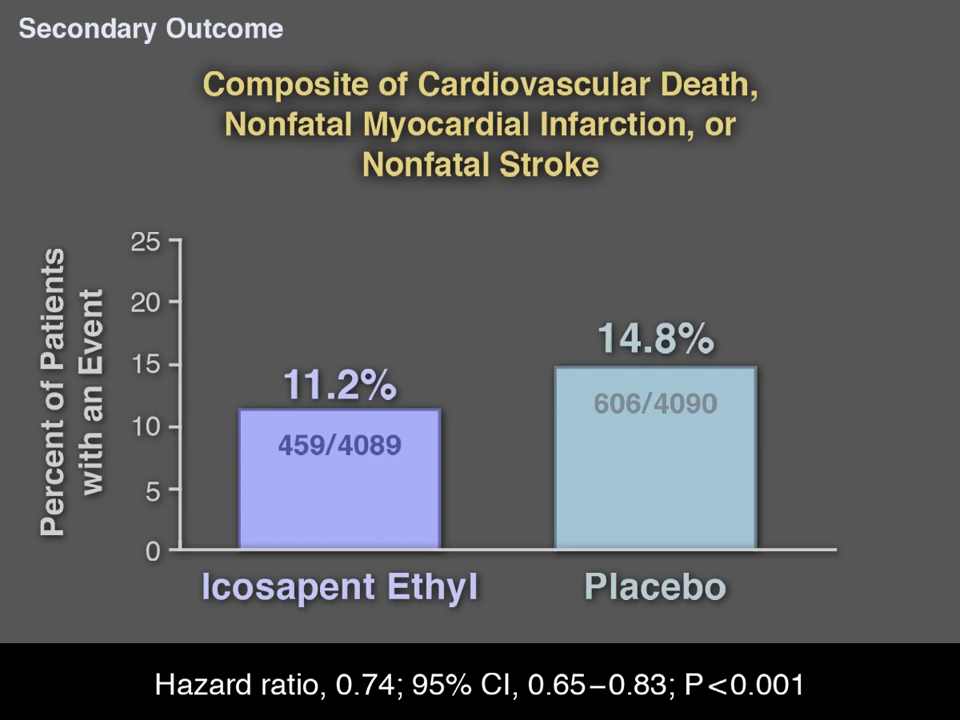 Secondary Outcome
Composite of Cardiovascular Death,
Nonfatal Myocardial Infarction, or
Nonfatal Stroke
Percent of Patients
with an Event
25
20
15
10
5
0
11.2%
459/4089
14.8%
606/4090
Icosapent Ethyl
Placebo
Hazard ratio, 0.74; 95% CI, 0.65–0.83; P<0.001